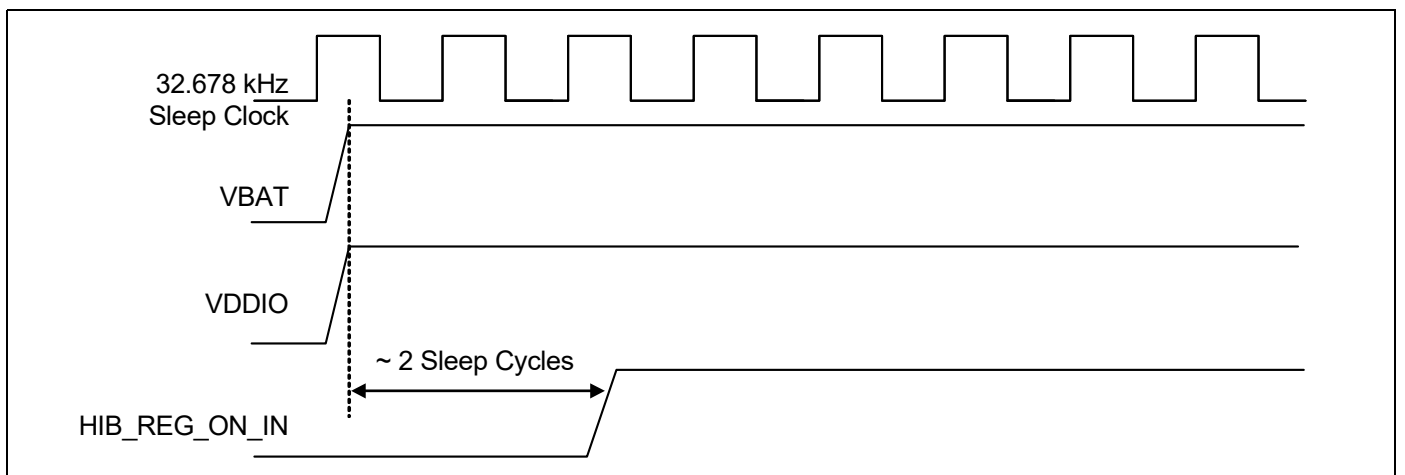 32.678 kHz
Sleep Clock
VBAT
VDDIO
~ 2 Sleep Cycles
HIB_REG_ON_IN